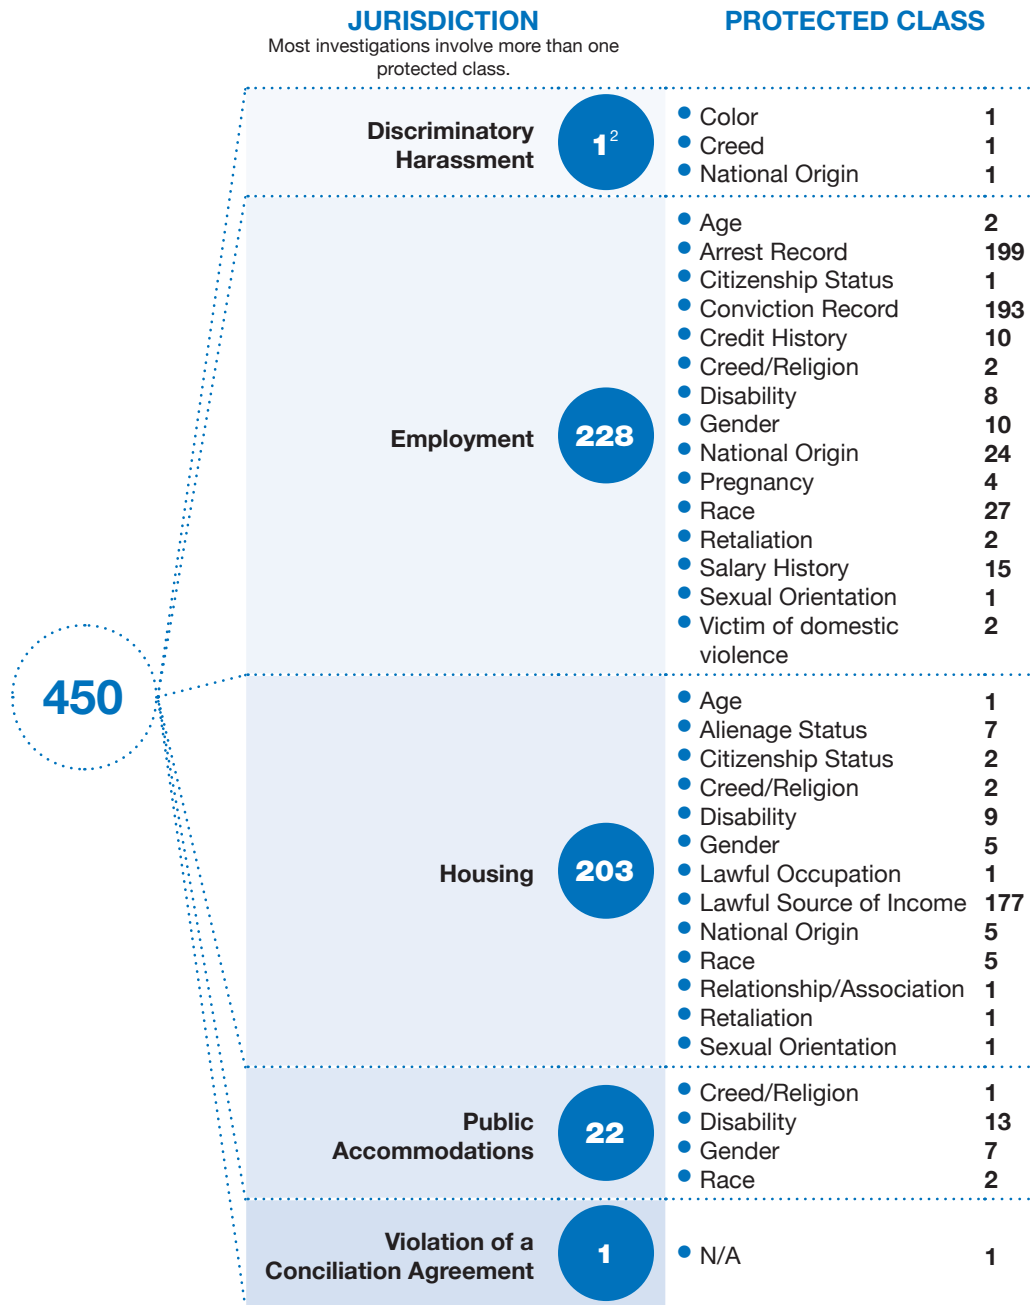 JURISDICTION
Most investigations involve more than one
protected class.
PROTECTED CLASS
450
Discriminatory
Harassment
1²
• Color 1
• Creed 1
• National Origin 1
Employment
228
• Age 2
• Arrest Record 199
• Citizenship Status 1
• Conviction Record 193
• Credit History 10
• Creed/Religion 2
• Disability 8
• Gender 10
• National Origin 24
• Pregnancy 4
• Race 27
• Retaliation 2
• Salary History 15
• Sexual Orientation 1
• Victim of domestic 2
violence
Housing
203
• Age 1
• Alienage Status 7
• Citizenship Status 2
• Creed/Religion 2
• Disability 9
• Gender 5
• Lawful Occupation 1
• Lawful Source of Income 177
• National Origin 5
• Race 5
• Relationship/Association 1
• Retaliation 1
• Sexual Orientation 1
Public
Accommodations
22
• Creed/Religion 1
• Disability 13
• Gender 7
• Race 2
Violation of a
Conciliation Agreement
1
• N/A 1